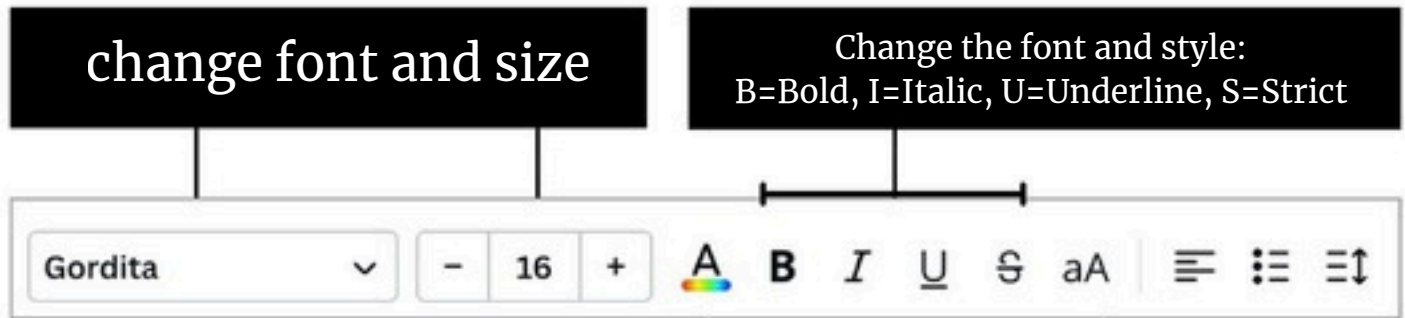 change font and size
Change the font and style:
B=Bold, I=Italic, U=Underline, S=Strict
Gordita - 16 + A B I U S aA